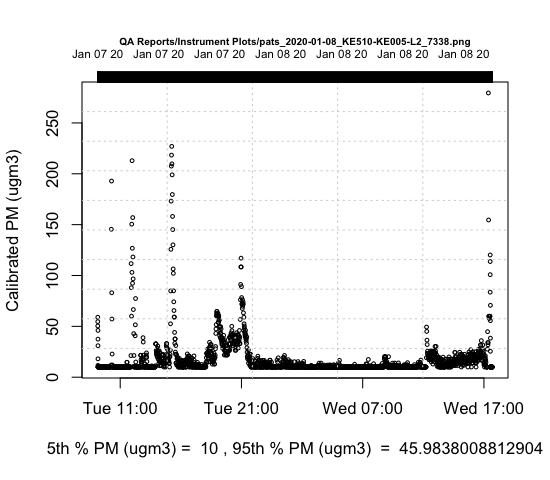 QA Reports/Instrument Plots/pats_2020-01-08_KE510-KE005-L2_7338.png
Jan 07 20 Jan 07 20 Jan 07 20 Jan 08 20 Jan 08 20 Jan 08 20
Calibrated PM (ugm3)
250
200
150
100
50
0
Tue 11:00 Tue 21:00 Wed 07:00 Wed 17:00
5th % PM (ugm3) = 10 , 95th % PM (ugm3) = 45.9838008812904